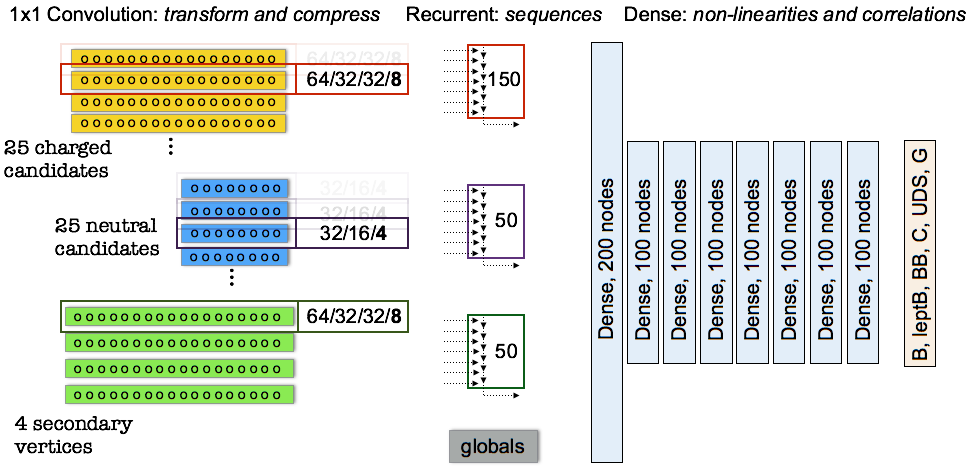 1x1 Convolution: transform and compress
Recurrent: sequences
Dense: non-linearities and correlations
o o o o o o o o o o o o o o o o o
64/32/32/8
o o o o o o o o o o o o o o o o o
64/32/32/8
o o o o o o o o o o o o o o o o o
o o o o o o o o o o o o o o o o o
25 charged
candidates
150
o o o o o o o o
32/16/4
o o o o o o o o
32/16/4
o o o o o o o o
32/16/4
o o o o o o o o
25 neutral
candidates
50
o o o o o o o o o o o o o o o o o o
64/32/32/8
o o o o o o o o o o o o o o o o o o
o o o o o o o o o o o o o o o o o o
o o o o o o o o o o o o o o o o o o
4 secondary
vertices
50
globals
Dense, 200 nodes
Dense, 100 nodes
Dense, 100 nodes
Dense, 100 nodes
Dense, 100 nodes
Dense, 100 nodes
Dense, 100 nodes
Dense, 100 nodes
B, leptB, BB, C, UDS, G